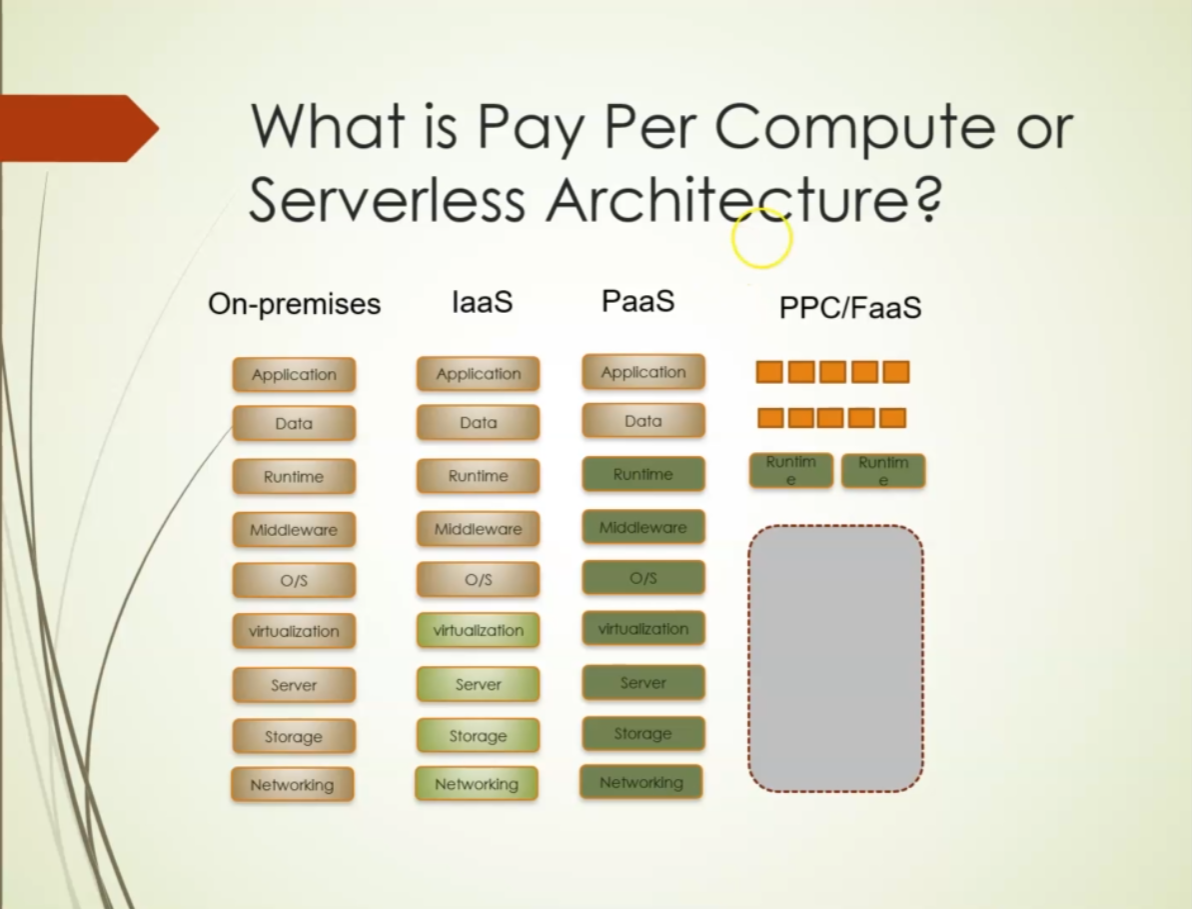 What is Pay Per Compute or
Serverless Architecture?
On-premises
IaaS
PaaS
PPC/FaaS
Application
Application
Application
Data
Data
Data
Runtime
Runtime
Runtime
Runtim
e
Runtim
e
Middleware
Middleware
Middleware
O/S
O/S
O/S
virtualization
virtualization
virtualization
Server
Server
Server
Storage
Storage
Storage
Networking
Networking
Networking